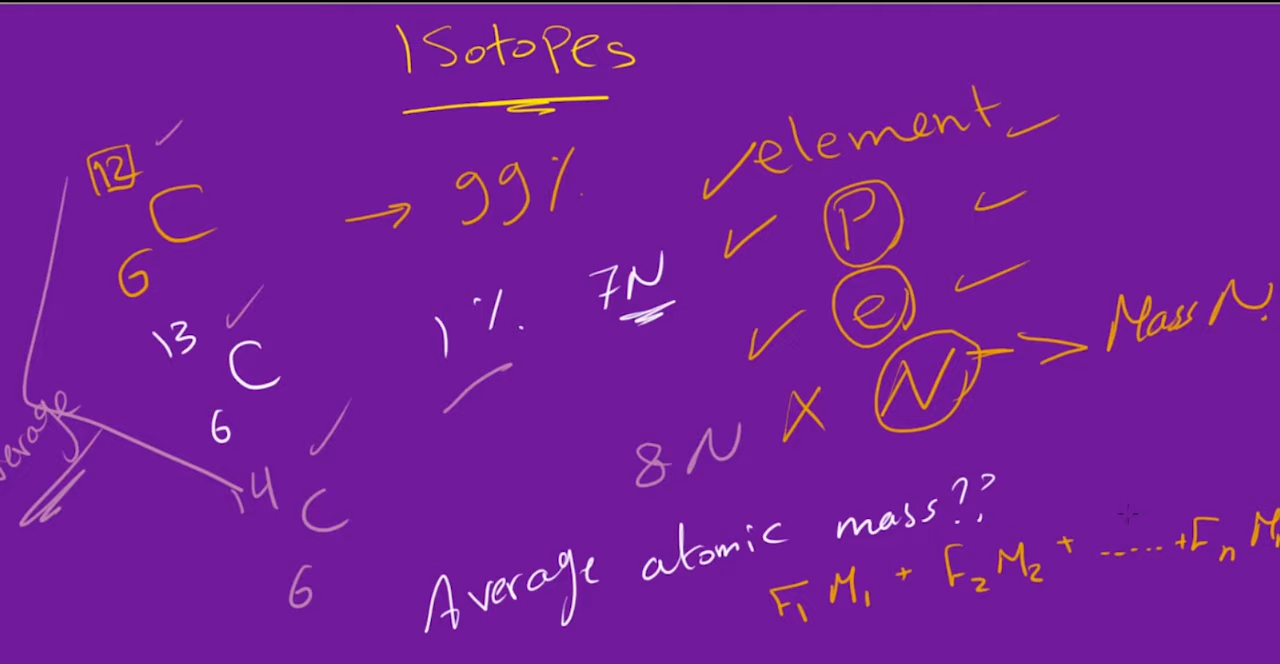 Isotopes
12
C → 99%
6
✓ element ✓
✓ P ✓
✓ e ✓
X N → Mass N.
13
C 1% 7N
6
14
C 8N
6
Average atomic mass??
F₁ M₁ + F₂ M₂ + ...... + Fₙ